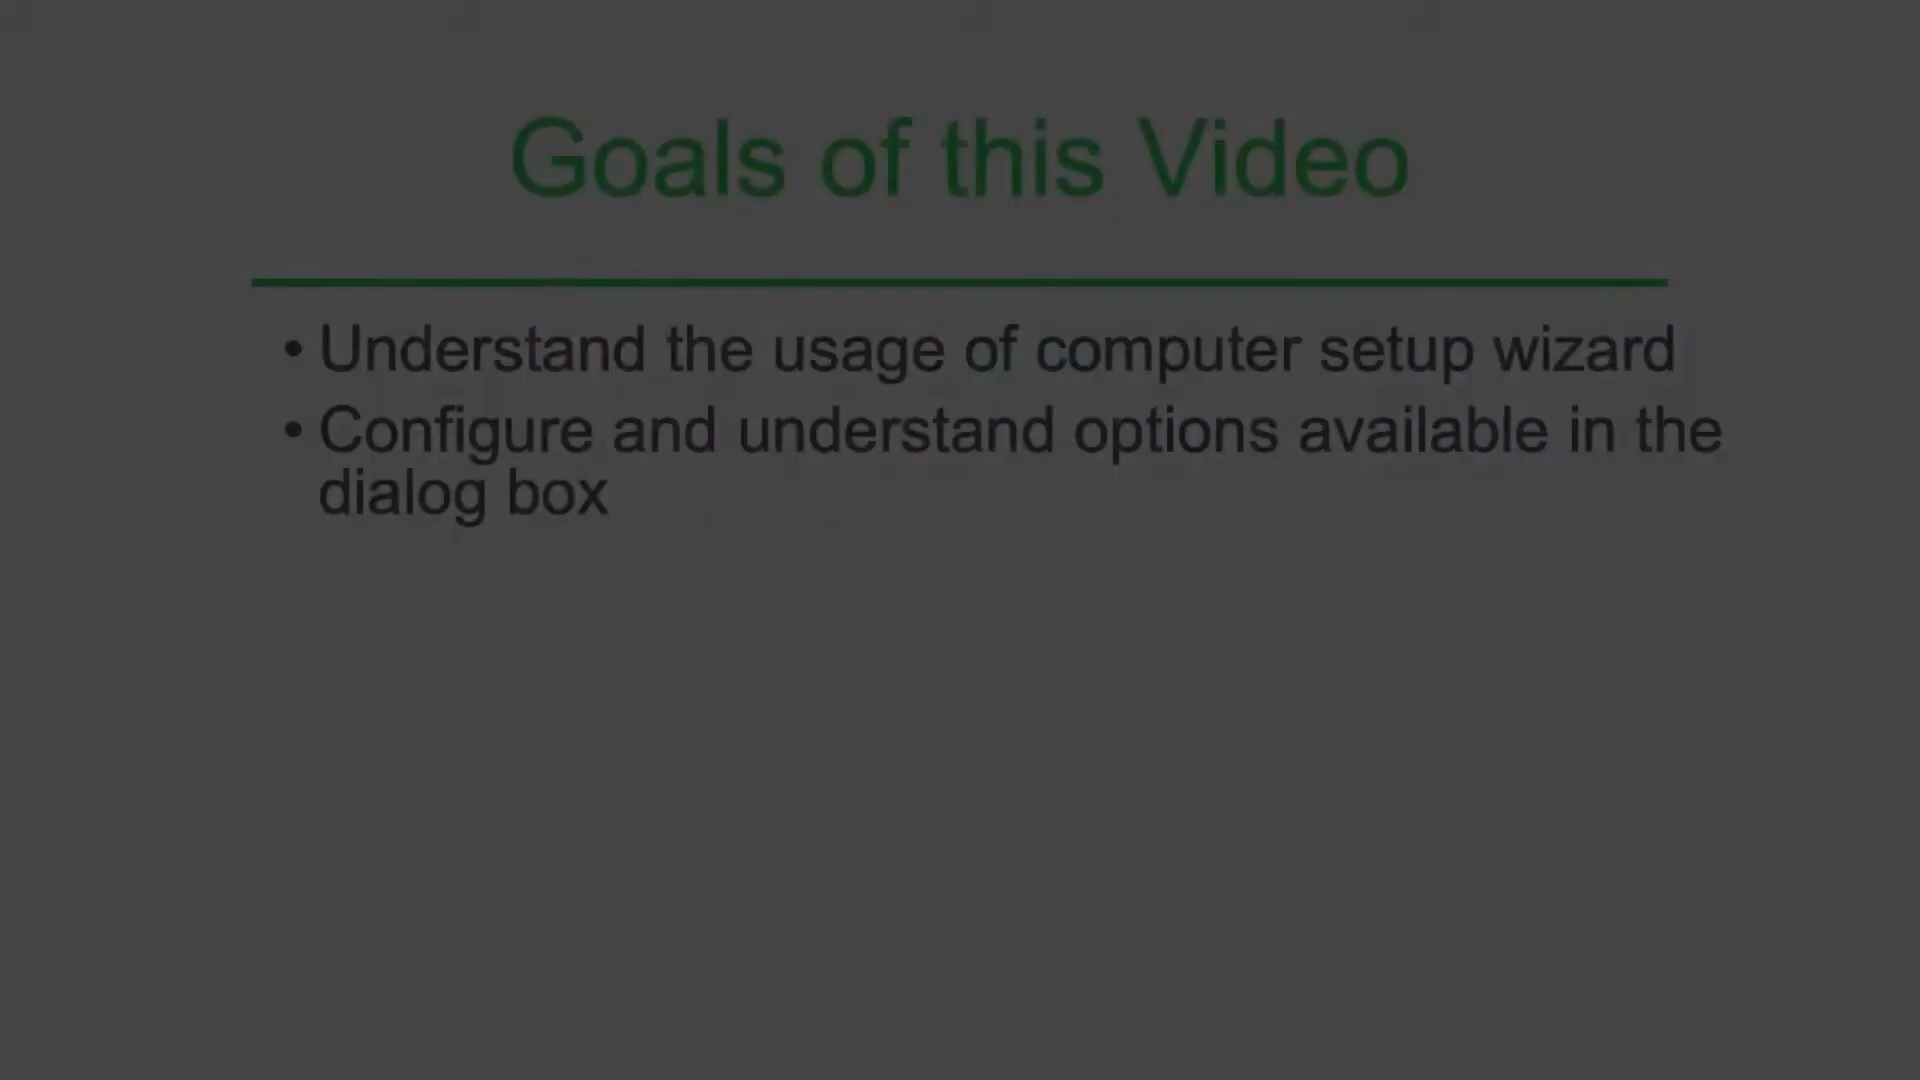 Goals of this Video
• Understand the usage of computer setup wizard
• Configure and understand options available in the
dialog box